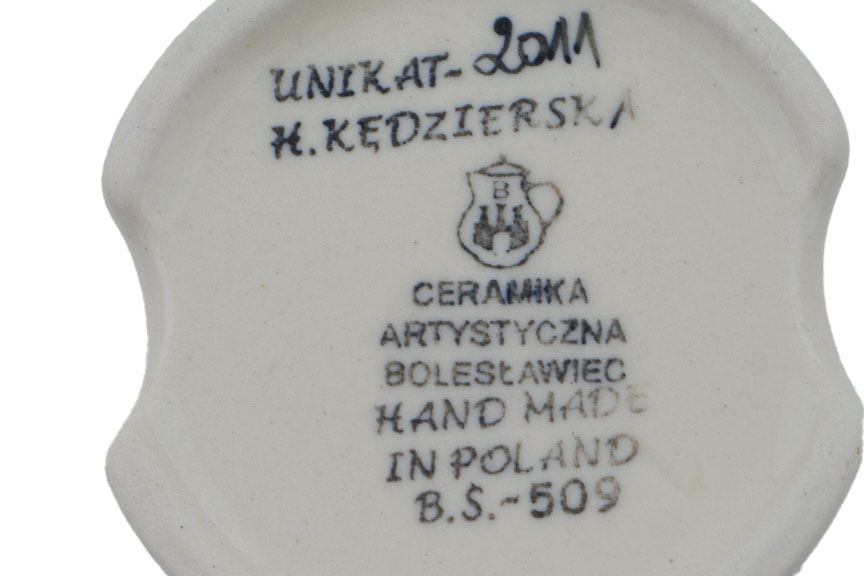 UNIKAT-2011
H.KĘDZIERSKA
B
CERAMIKA
ARTYSTYCZNA
BOLESŁAWIEC
HAND MADE
IN POLAND
B.Ś.-509